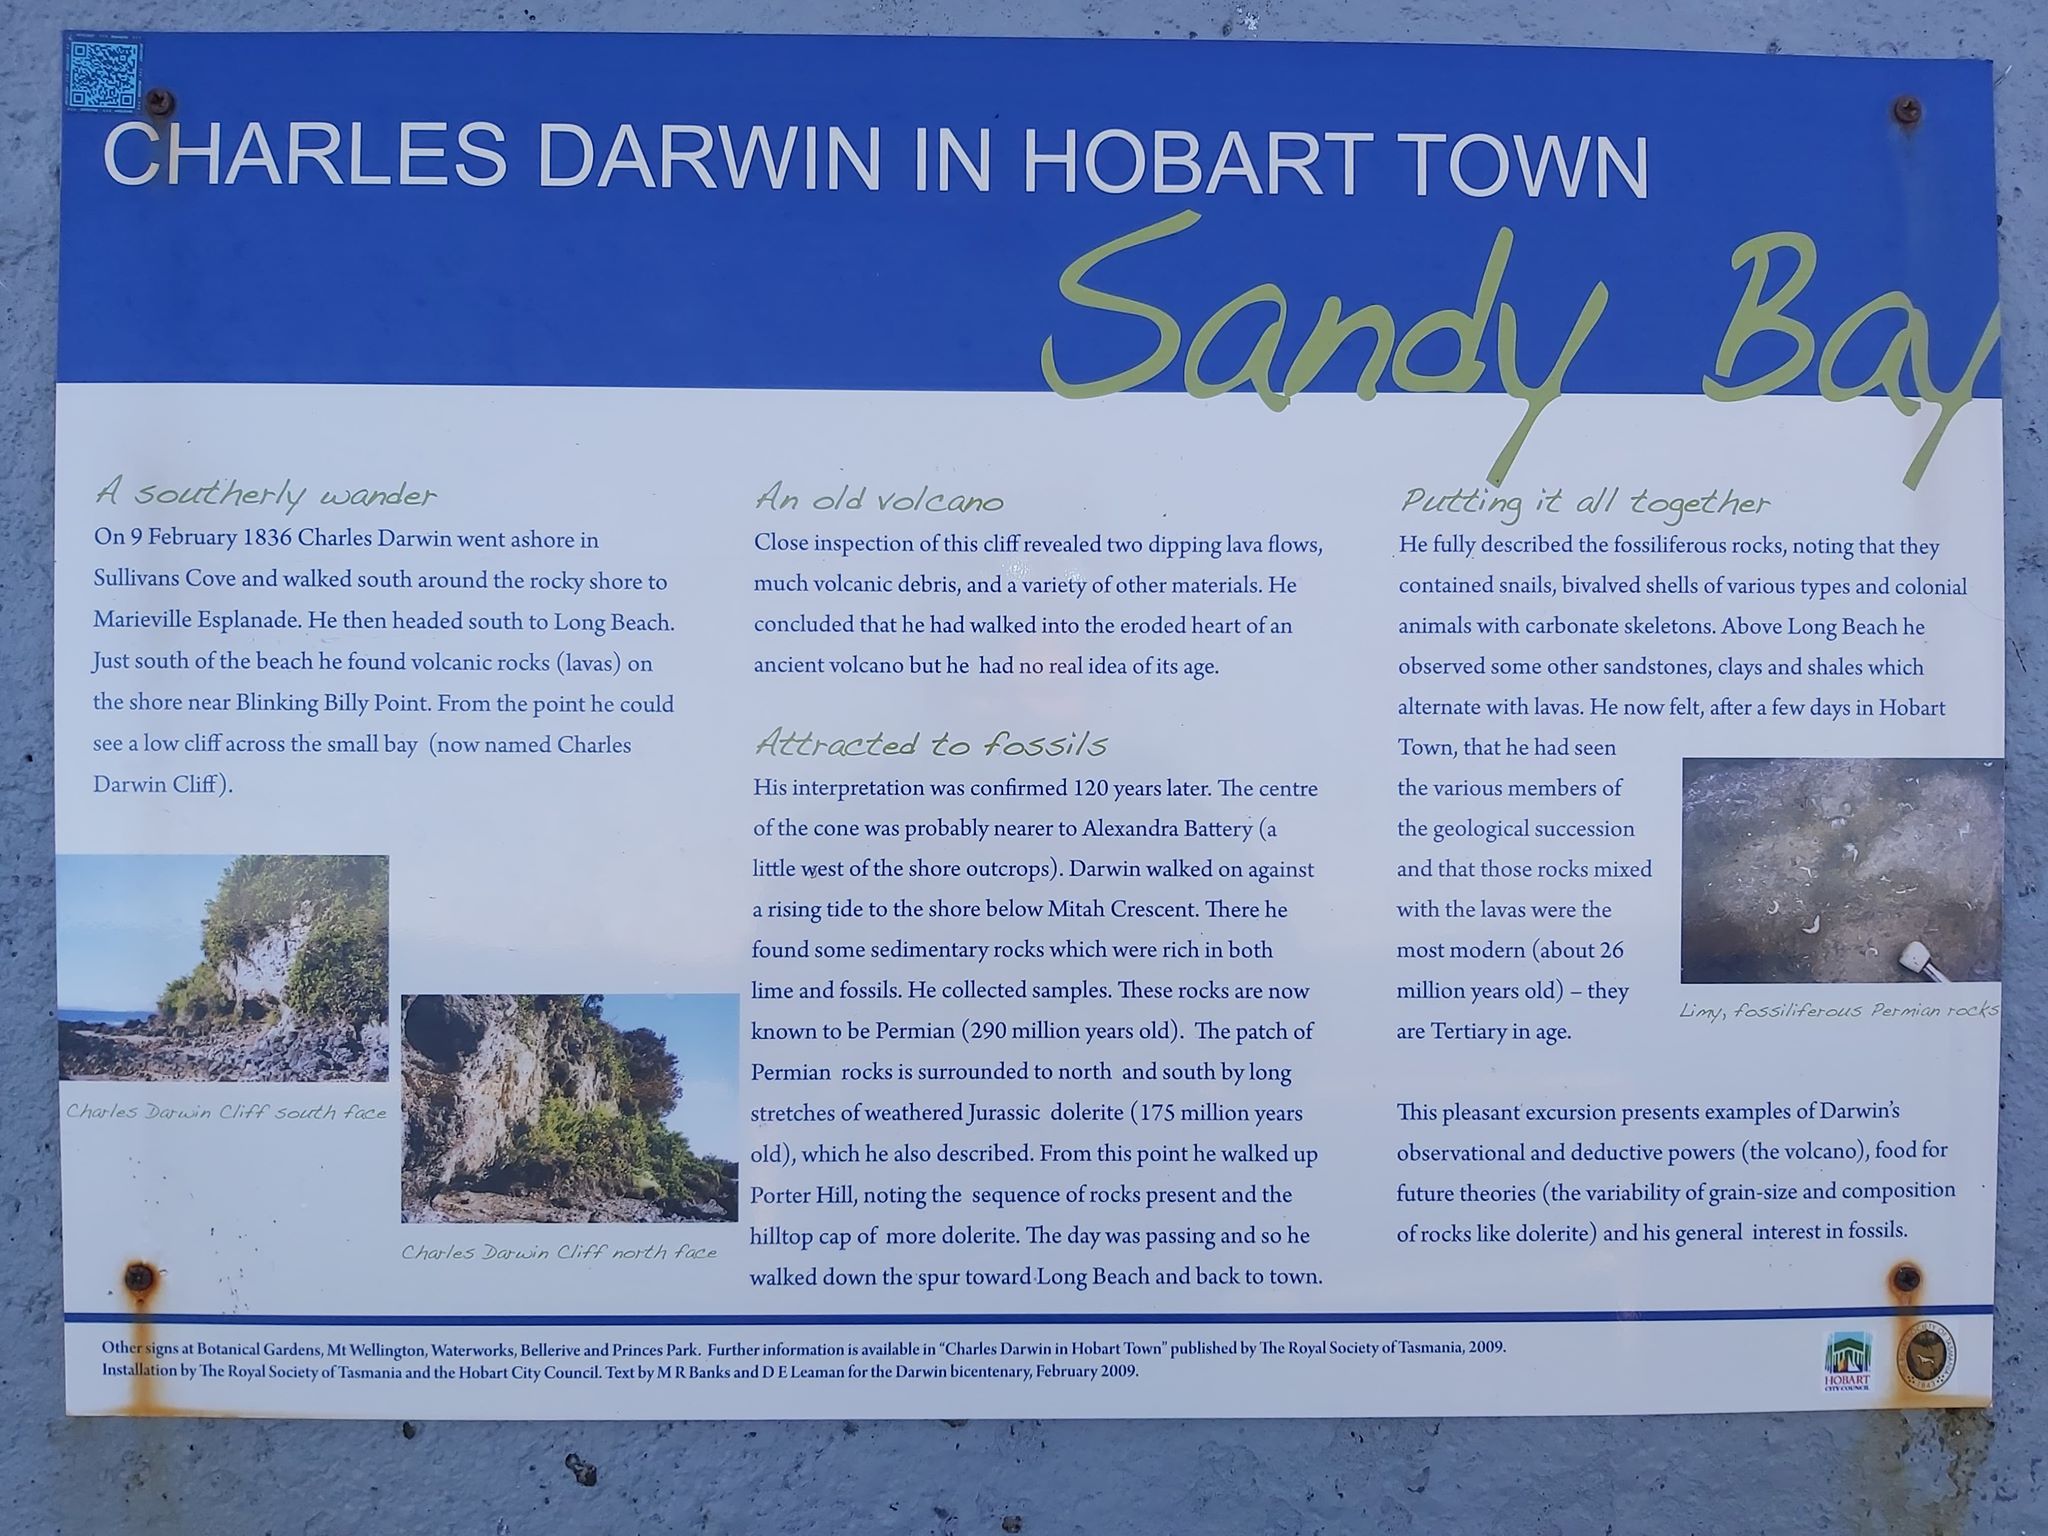 CHARLES DARWIN IN HOBART TOWN
Sandy Bay
A southerly wander
On 9 February 1836 Charles Darwin went ashore in
Sullivans Cove and walked south around the rocky shore to
Marieville Esplanade. He then headed south to Long Beach.
Just south of the beach he found volcanic rocks (lavas) on
the shore near Blinking Billy Point. From the point he could
see a low cliff across the small bay (now named Charles
Darwin Cliff).
Charles Darwin Cliff south face
Charles Darwin Cliff north face
An old volcano
Close inspection of this cliff revealed two dipping lava flows,
much volcanic debris, and a variety of other materials. He
concluded that he had walked into the eroded heart of an
ancient volcano but he had no real idea of its age.
Attracted to fossils
His interpretation was confirmed 120 years later. The centre
of the cone was probably nearer to Alexandra Battery (a
little west of the shore outcrops). Darwin walked on against
a rising tide to the shore below Mitah Crescent. There he
found some sedimentary rocks which were rich in both
lime and fossils. He collected samples. These rocks are now
known to be Permian (290 million years old). The patch of
Permian rocks is surrounded to north and south by long
stretches of weathered Jurassic dolerite (175 million years
old), which he also described. From this point he walked up
Porter Hill, noting the sequence of rocks present and the
hilltop cap of more dolerite. The day was passing and so he
walked down the spur toward Long Beach and back to town.
Putting it all together
He fully described the fossiliferous rocks, noting that they
contained snails, bivalved shells of various types and colonial
animals with carbonate skeletons. Above Long Beach he
observed some other sandstones, clays and shales which
alternate with lavas. He now felt, after a few days in Hobart
Town, that he had seen
the various members of
the geological succession
and that those rocks mixed
with the lavas were the
most modern (about 26
million years old) – they
are Tertiary in age.
Limy, fossiliferous Permian rocks
This pleasant excursion presents examples of Darwin's
observational and deductive powers (the volcano), food for
future theories (the variability of grain-size and composition
of rocks like dolerite) and his general interest in fossils.
Other signs at Botanical Gardens, Mt Wellington, Waterworks, Bellerive and Princes Park. Further information is available in "Charles Darwin in Hobart Town" published by The Royal Society of Tasmania, 2009.
Installation by The Royal Society of Tasmania and the Hobart City Council. Text by M R Banks and D E Leaman for the Darwin bicentenary, February 2009.
HOBART
CITY COUNCIL
1843